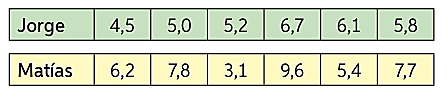 Jorge 4,5 5,0 5,2 6,7 6,1 5,8
Matías 6,2 7,8 3,1 9,6 5,4 7,7